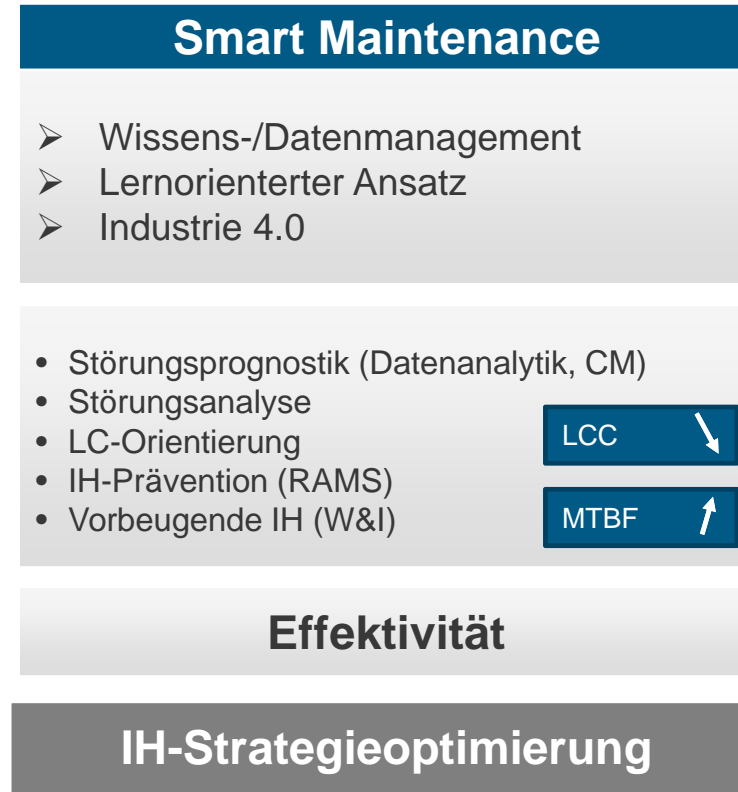 Smart Maintenance
➢ Wissens-/Datenmanagement
➢ Lernorienterter Ansatz
➢ Industrie 4.0
• Störungsprognostik (Datenanalytik, CM)
• Störungsanalyse
• LC-Orientierung
• IH-Prävention (RAMS)
• Vorbeugende IH (W&I)
LCC
MTBF
Effektivität
IH-Strategieoptimierung